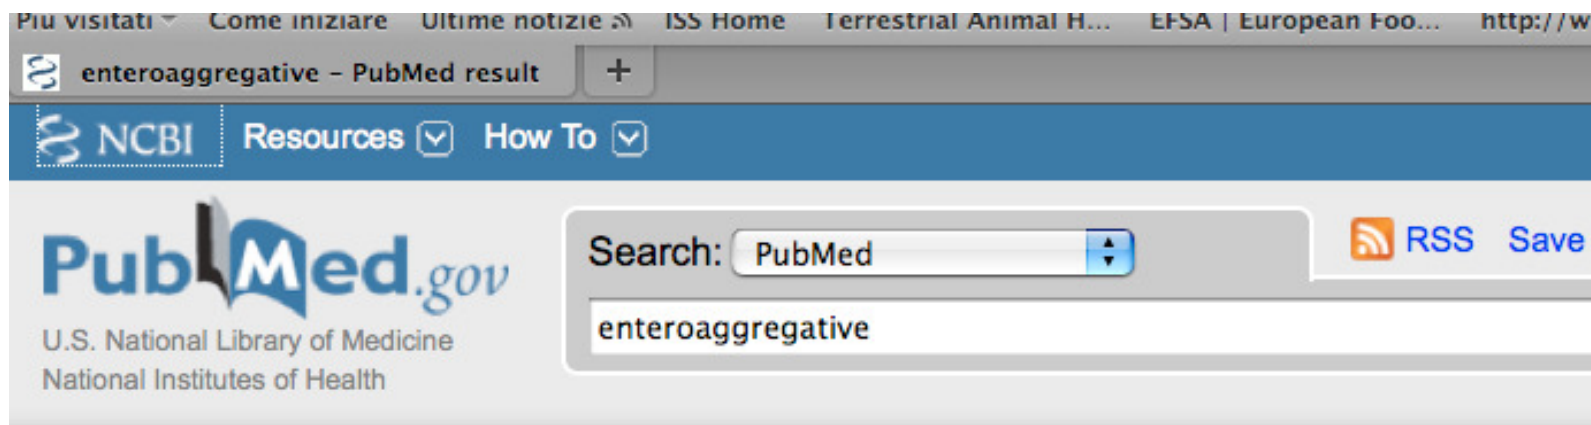 Più visitati Come iniziare Ultime notizie ISS Home Terrestrial Animal H... EFSA | European Foo... http://w
enteroaggregative – PubMed result +
NCBI Resources How To
PubMed.gov
U.S. National Library of Medicine
National Institutes of Health
Search: PubMed
RSS Save
enteroaggregative